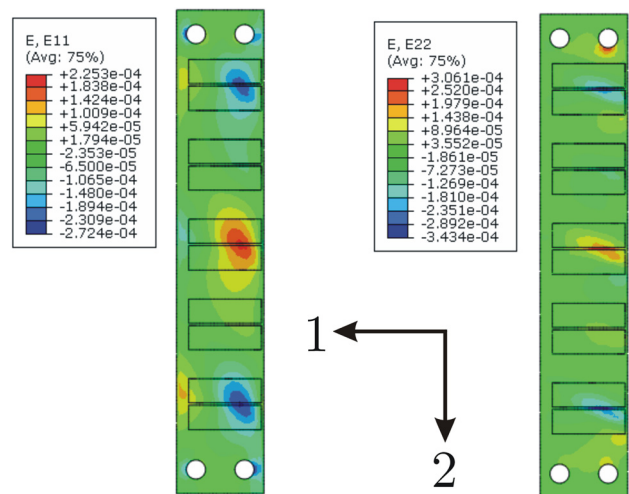 E, E11
(Avg: 75%)
+2.253e-04
+1.838e-04
+1.424e-04
+1.009e-04
+5.942e-05
+1.794e-05
-2.353e-05
-6.500e-05
-1.065e-04
-1.480e-04
-1.894e-04
-2.309e-04
-2.724e-04
E, E22
(Avg: 75%)
+3.061e-04
+2.520e-04
+1.979e-04
+1.438e-04
+8.964e-05
+3.552e-05
-1.861e-05
-7.273e-05
-1.269e-04
-1.810e-04
-2.351e-04
-2.892e-04
-3.434e-04
1
2